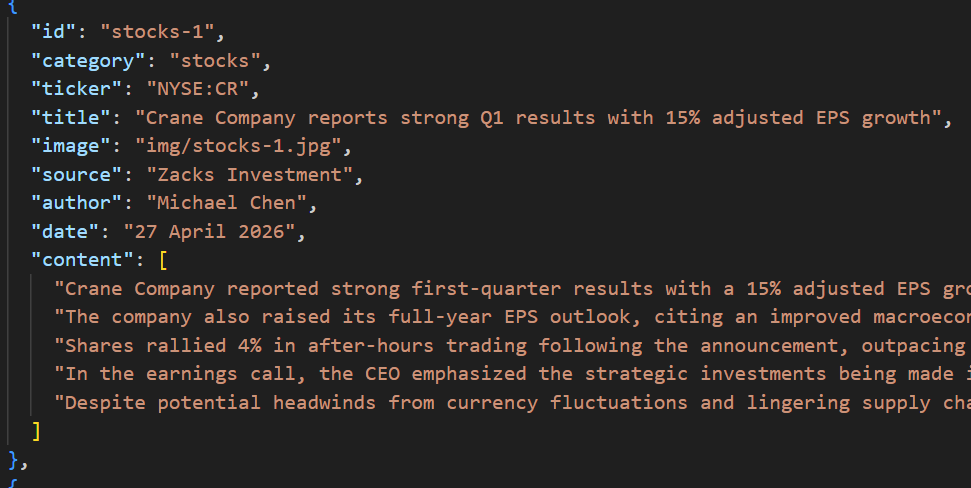 {
"id": "stocks-1",
"category": "stocks",
"ticker": "NYSE:CR",
"title": "Crane Company reports strong Q1 results with 15% adjusted EPS growth",
"image": "img/stocks-1.jpg",
"source": "Zacks Investment",
"author": "Michael Chen",
"date": "27 April 2026",
"content": [
"Crane Company reported strong first-quarter results with a 15% adjusted EPS
"The company also raised its full-year EPS outlook, citing an improved
"Shares rallied 4% in after-hours trading following the announcement, outpacing
"In the earnings call, the CEO emphasized the strategic investments being made
"Despite potential headwinds from currency fluctuations and lingering supply
]
},
{